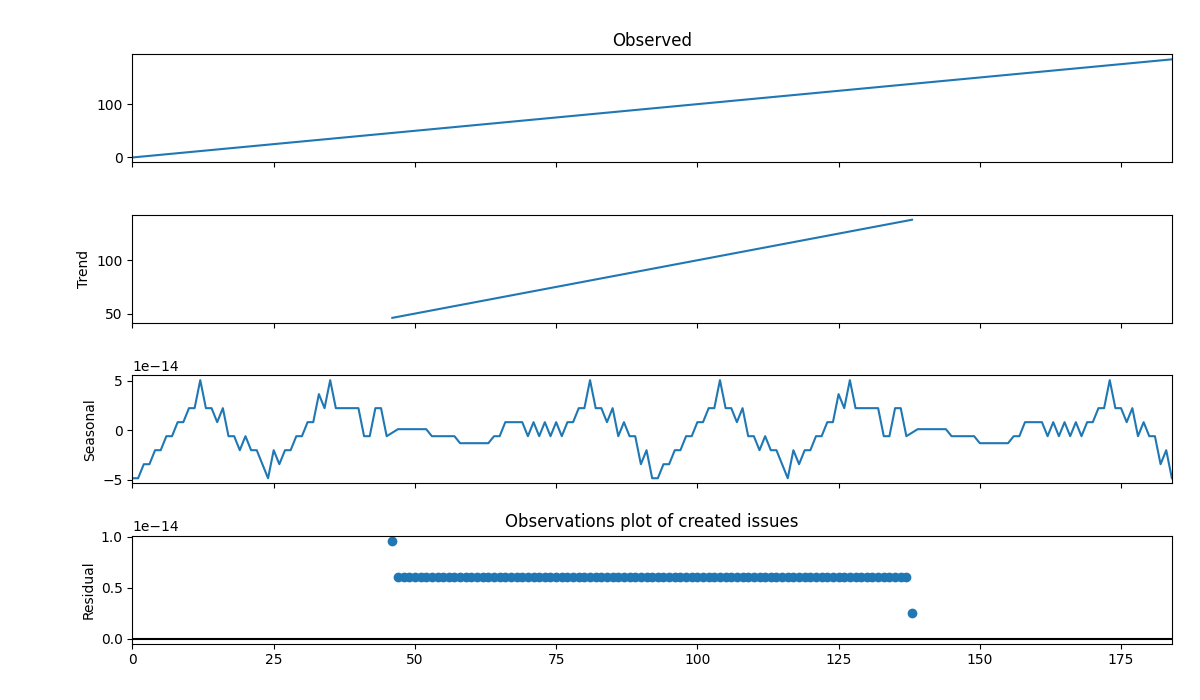 Observed
100
0
Trend
100
50
1e−14
Seasonal
5
0
−5
Observations plot of created issues
1e−14
Residual
1.0
0.5
0.0
0 25 50 75 100 125 150 175